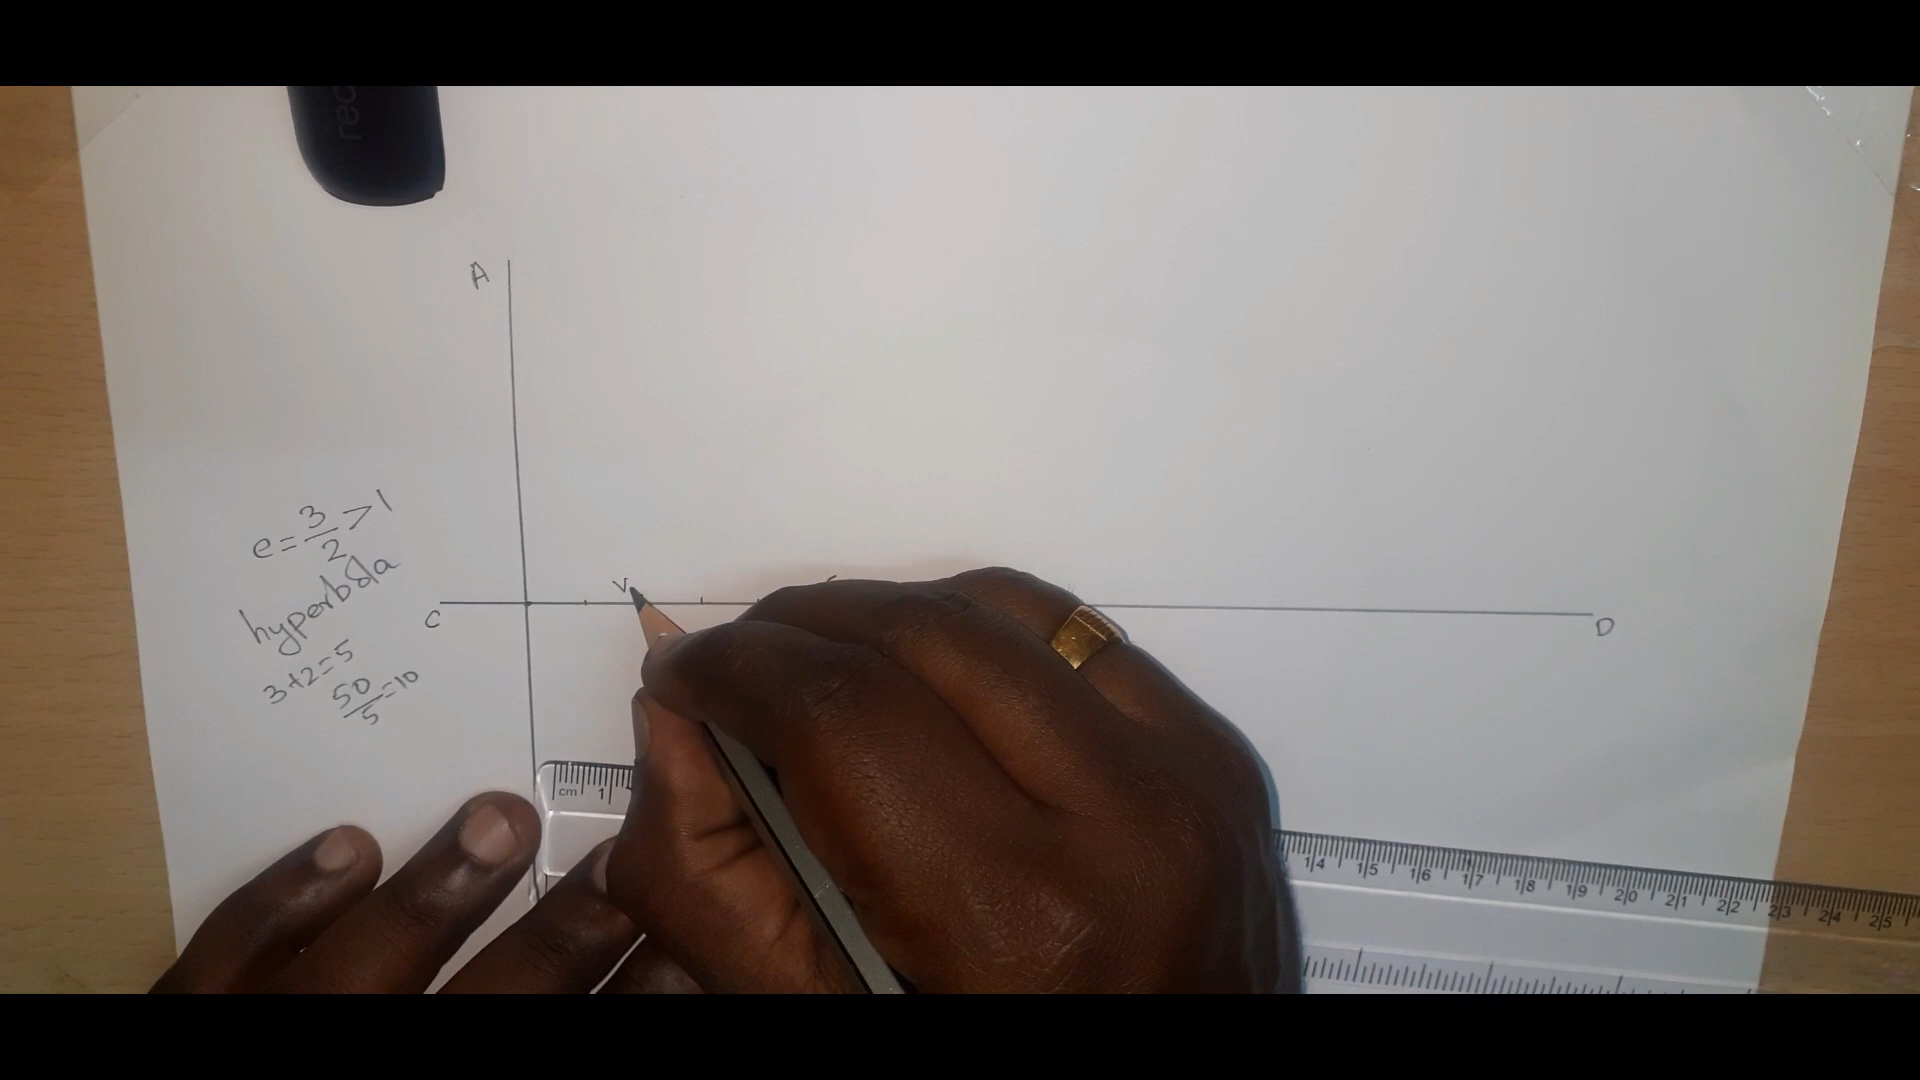 rec
A
e = 3/2 > 1
hyperbola
3+2=5
50/5=10
C
V
D
cm 1
14 15 16 17 18 19 20 21 22 23 24 25